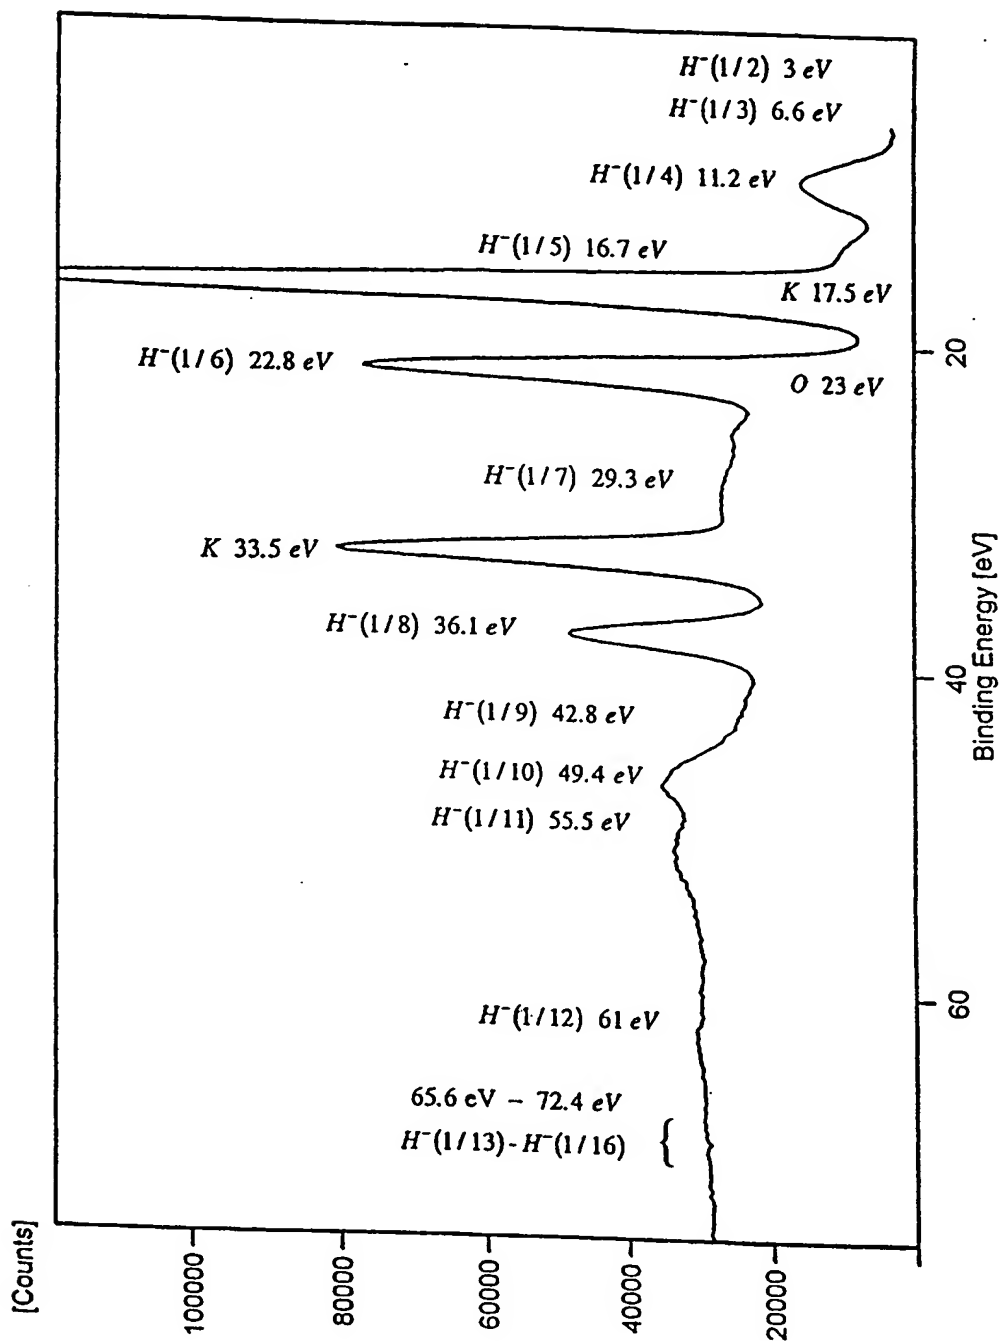 H⁻(1/2) 3 eV
H⁻(1/3) 6.6 eV
H⁻(1/4) 11.2 eV
H⁻(1/5) 16.7 eV
K 17.5 eV
H⁻(1/6) 22.8 eV
O 23 eV
H⁻(1/7) 29.3 eV
K 33.5 eV
H⁻(1/8) 36.1 eV
H⁻(1/9) 42.8 eV
H⁻(1/10) 49.4 eV
H⁻(1/11) 55.5 eV
H⁻(1/12) 61 eV
65.6 eV – 72.4 eV
H⁻(1/13)-H⁻(1/16) {
20
40
60
Binding Energy [eV]
[Counts]
100000
80000
60000
40000
20000